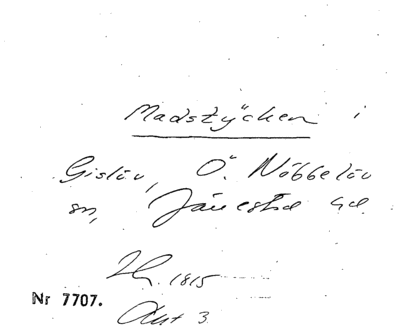 Madstycken i
Gislöv, Ö. Nöbbelöv
sn, Järrestad hd.
1815
Nr 7707.
Akt 3